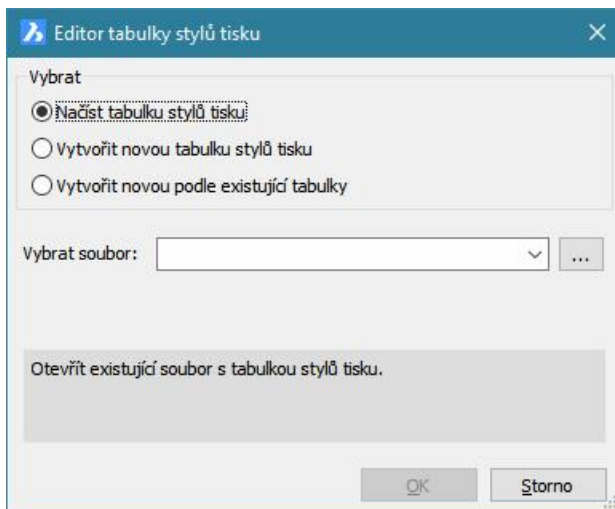 Editor tabulky stylů tisku
Vybrat
Načíst tabulku stylů tisku
Vytvořit novou tabulku stylů tisku
Vytvořit novou podle existující tabulky
Vybrat soubor: ...
Otevřít existující soubor s tabulkou stylů tisku.
OK Storno